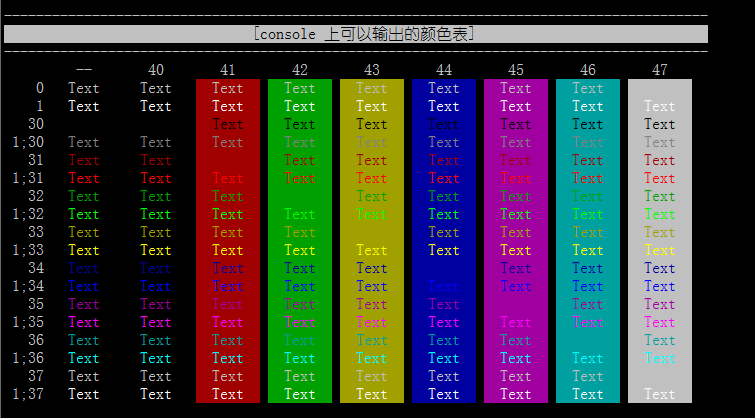 [console 上可以输出的颜色表]
-- 40 41 42 43 44 45 46 47
0 Text Text Text Text Text Text Text Text
1 Text Text Text Text Text Text Text Text Text
30 Text Text Text Text Text Text Text
1;30 Text Text Text Text Text Text Text Text Text
31 Text Text Text Text Text Text Text Text
1;31 Text Text Text Text Text Text Text Text Text
32 Text Text Text Text Text Text Text Text
1;32 Text Text Text Text Text Text Text Text Text
33 Text Text Text Text Text Text Text Text
1;33 Text Text Text Text Text Text Text Text Text
34 Text Text Text Text Text Text Text Text
1;34 Text Text Text Text Text Text Text Text Text
35 Text Text Text Text Text Text Text Text
1;35 Text Text Text Text Text Text Text Text Text
36 Text Text Text Text Text Text Text Text
1;36 Text Text Text Text Text Text Text Text Text
37 Text Text Text Text Text Text Text Text
1;37 Text Text Text Text Text Text Text Text Text